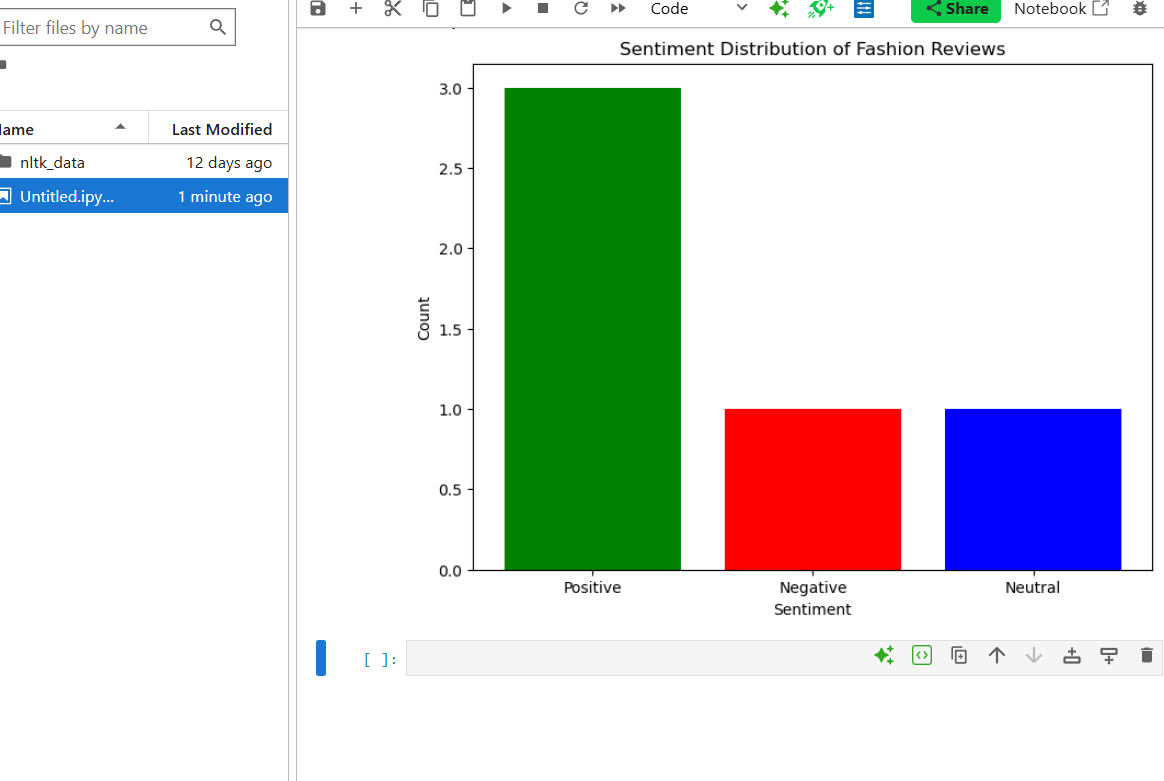 Filter files by name
Name
Last Modified
nltk_data
12 days ago
Untitled.ipy...
1 minute ago
Code
Share
Notebook
Sentiment Distribution of Fashion Reviews
3.0
2.5
2.0
1.5
1.0
0.5
0.0
Count
Positive
Negative
Neutral
Sentiment
[ ]: